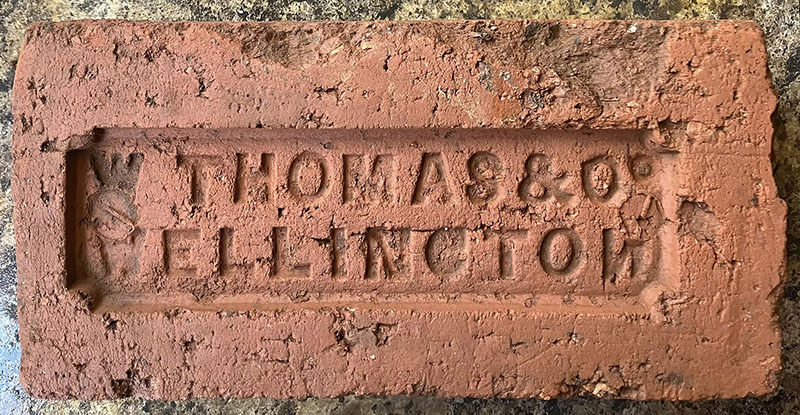 W THOMAS & Co
WELLINGTON